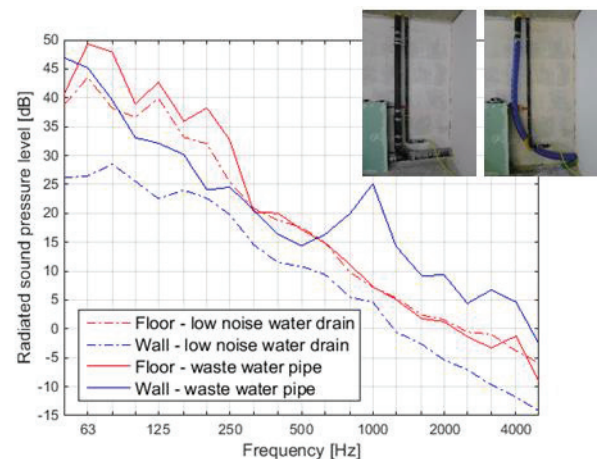 Radiated sound pressure level [dB]
50
45
40
35
30
25
20
15
10
5
0
-5
-10
-15
Floor - low noise water drain
Wall - low noise water drain
Floor - waste water pipe
Wall - waste water pipe
63 125 250 500 1000 2000 4000
Frequency [Hz]